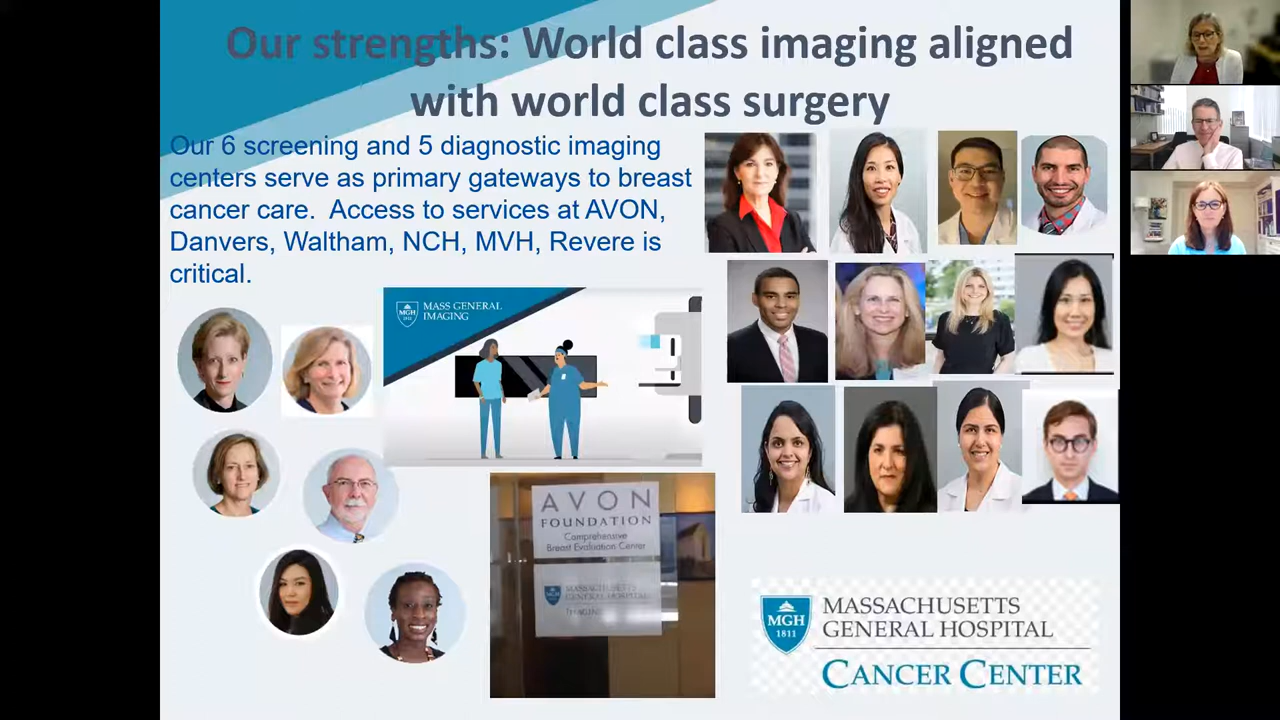 Our strengths: World class imaging aligned
with world class surgery
Our 6 screening and 5 diagnostic imaging
centers serve as primary gateways to breast
cancer care. Access to services at AVON,
Danvers, Waltham, NCH, MVH, Revere is
critical.
MGH
1811
MASS GENERAL
IMAGING
AVON
FOUNDATION
Comprehensive
Breast Evaluation Center
MGH
MASSACHUSETTS
GENERAL HOSPITAL
MGH
1811
MASSACHUSETTS
GENERAL HOSPITAL
CANCER CENTER